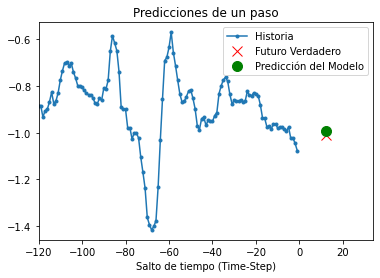 Predicciones de un paso
Historia
Futuro Verdadero
Predicción del Modelo
−0.6
−0.8
−1.0
−1.2
−1.4
−120 −100 −80 −60 −40 −20 0 20
Salto de tiempo (Time-Step)